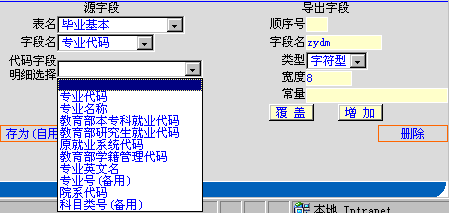 源字段
导出字段
表名 毕业基本
顺序号
字段名 专业代码
字段名 zydm
代码字段
明细选择
类型 字符型
宽度 8
常量
专业代码
专业名称
教育部本专科就业代码
教育部研究生就业代码
原就业系统代码
教育部学籍管理代码
专业英文名
专业号(备用)
院系代码
科目类号(备用)
覆盖 增加
存为(自用
删除
本地 Intranet